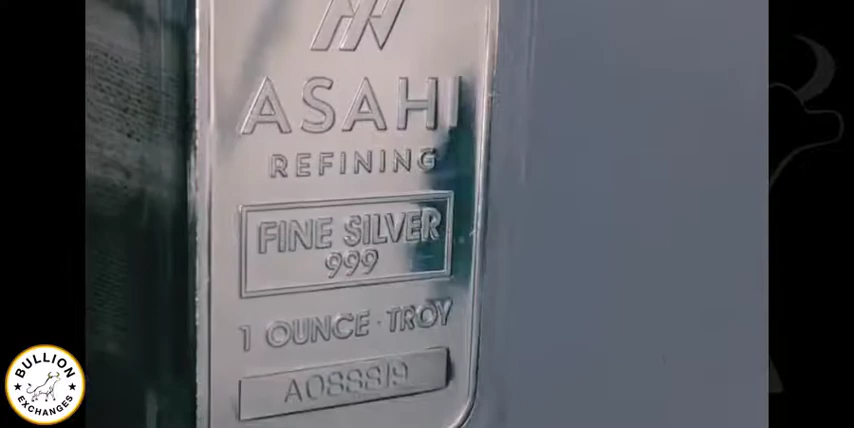 ASAHI
REFINING
FINE SILVER
999
1 OUNCE · TROY
A088819
BULLION
EXCHANGES